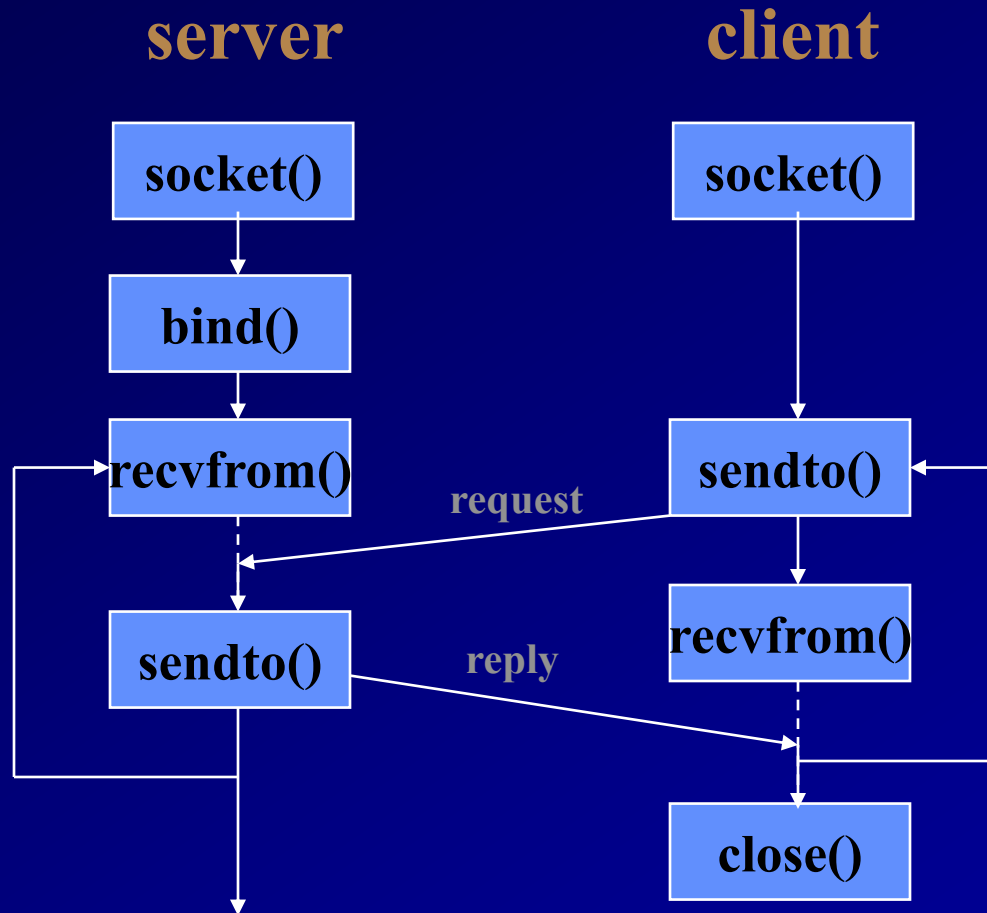 server
client
socket()
socket()
bind()
recvfrom()
sendto()
request
recvfrom()
sendto()
reply
close()